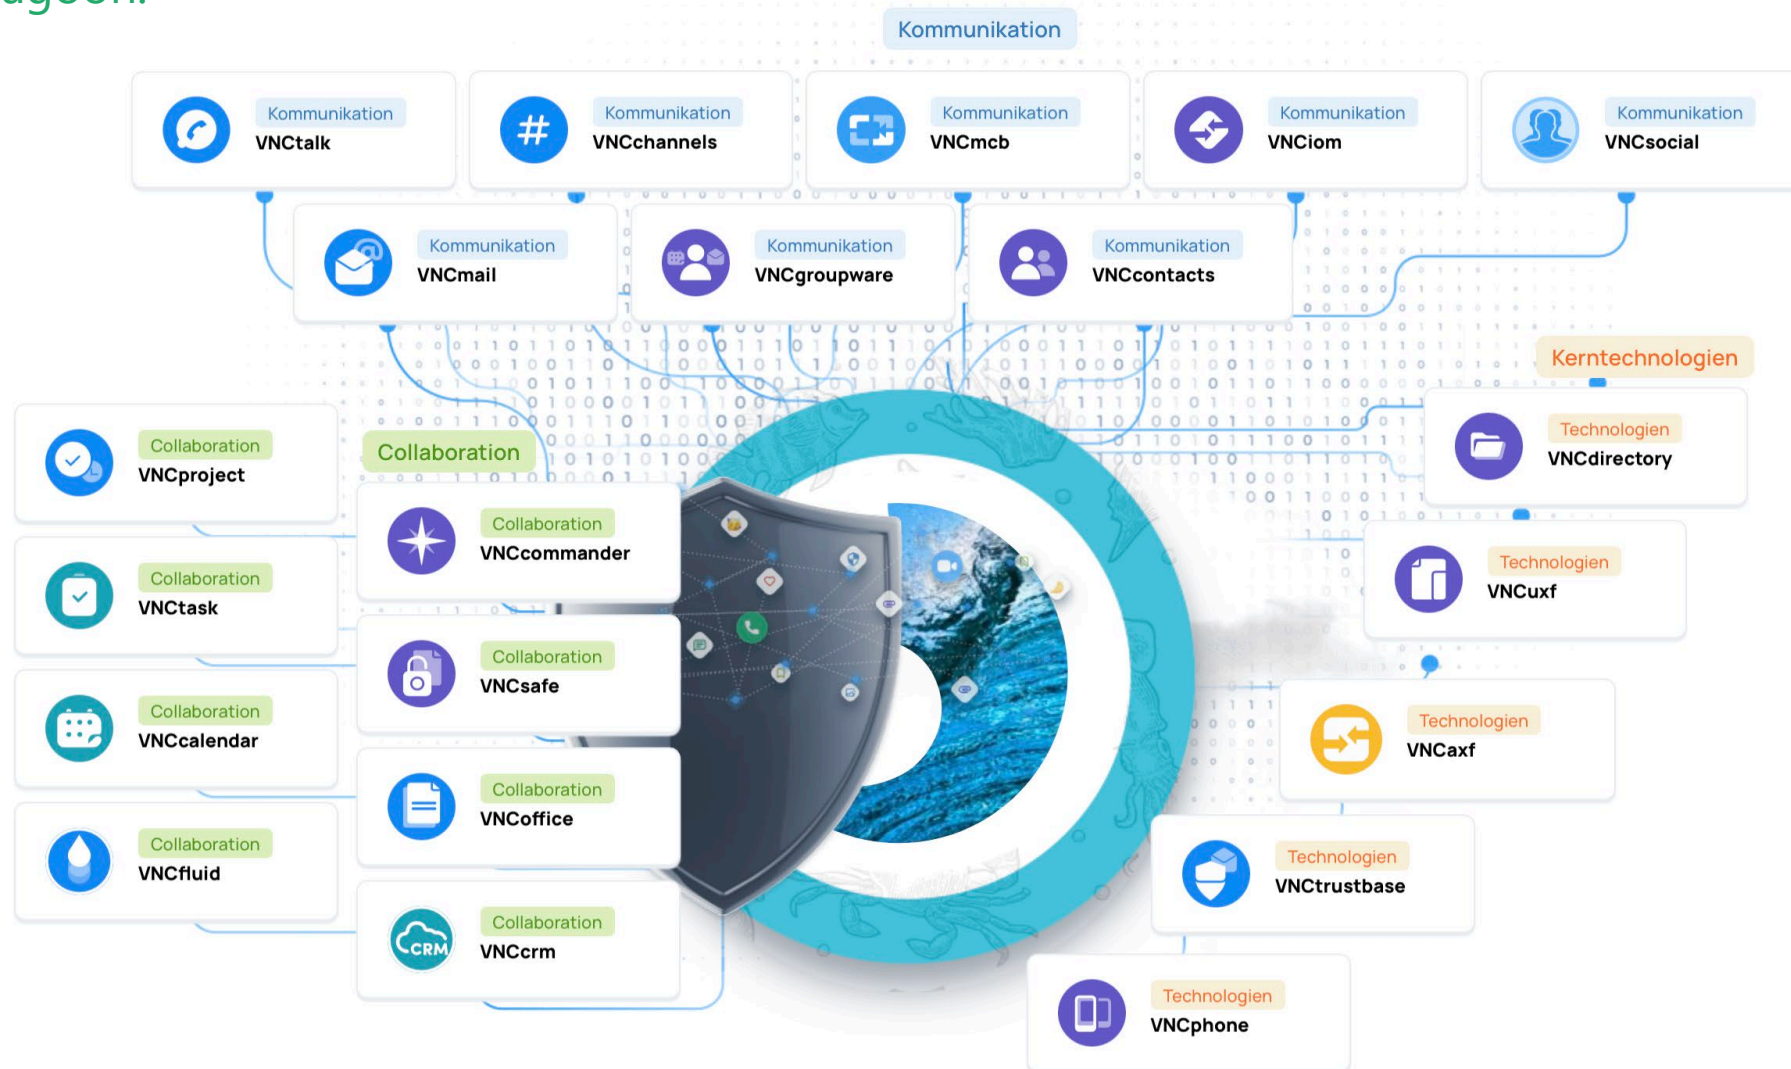 Kommunikation
Kommunikation
VNCtalk
Kommunikation
VNCchannels
Kommunikation
VNCmcb
Kommunikation
VNCiom
Kommunikation
VNCsocial
Kommunikation
VNCmail
Kommunikation
VNCgroupware
Kommunikation
VNCcontacts
Kerntechnologien
Technologien
VNCdirectory
Technologien
VNCuxf
Technologien
VNCaxf
Technologien
VNCtrustbase
Technologien
VNCphone
Collaboration
Collaboration
VNCproject
Collaboration
VNCtask
Collaboration
VNCcalendar
Collaboration
VNCfluid
Collaboration
VNCcommander
Collaboration
VNCsafe
Collaboration
VNCoffice
CRM
Collaboration
VNCcrm